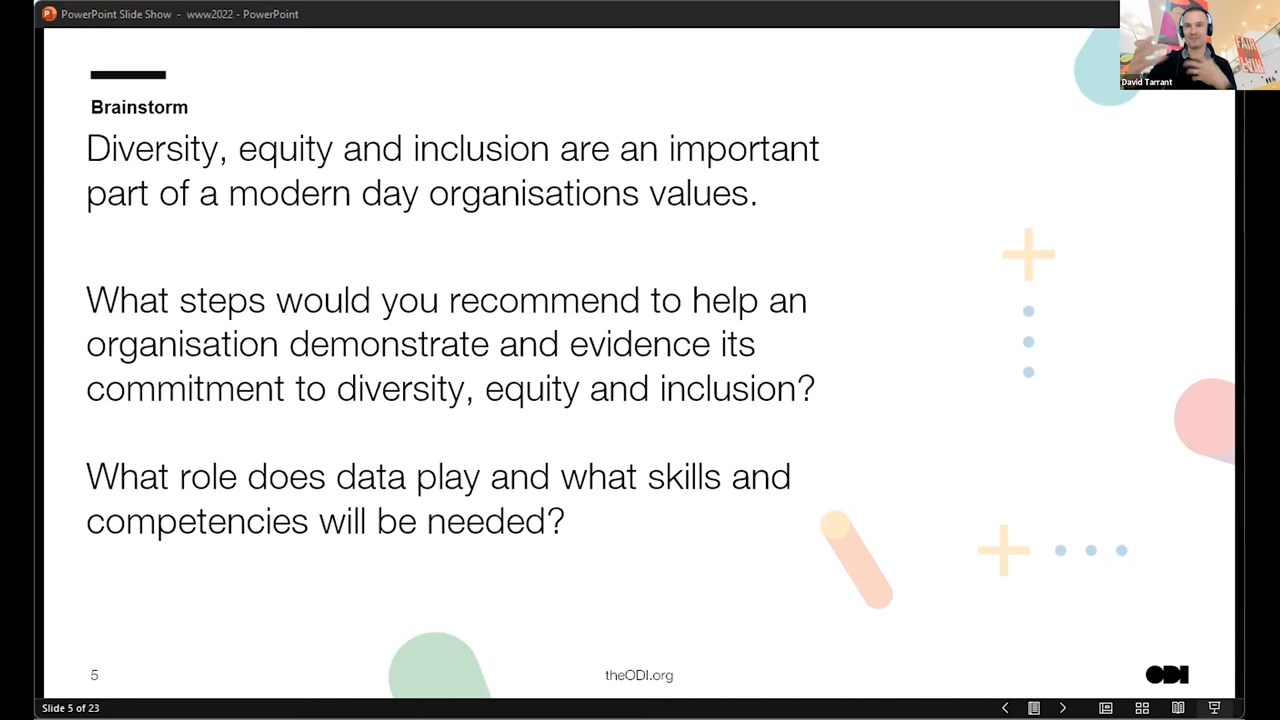 PowerPoint Slide Show - www2022 - PowerPoint
David Tarrant
Brainstorm
Diversity, equity and inclusion are an important
part of a modern day organisations values.
What steps would you recommend to help an
organisation demonstrate and evidence its
commitment to diversity, equity and inclusion?
What role does data play and what skills and
competencies will be needed?
5
theODI.org
ODI
Slide 5 of 23